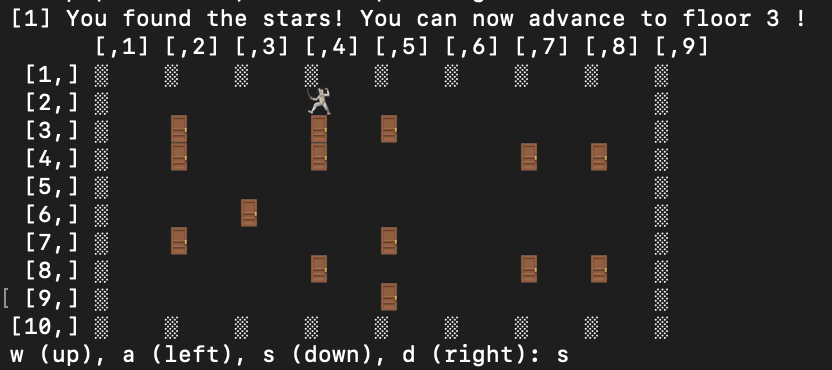 [1] You found the stars! You can now advance to floor 3 !
[,1] [,2] [,3] [,4] [,5] [,6] [,7] [,8] [,9]
[1,] ▒ ▒ ▒ ▒ ▒ ▒ ▒ ▒ ▒
[2,] ▒ ▒
[3,] ▒ 🚪 🚪 🚪 ▒
[4,] ▒ 🚪 🚪 🚪 🚪 ▒
[5,] ▒ ▒
[6,] ▒ 🚪 ▒
[7,] ▒ 🚪 🚪 ▒
[8,] ▒ 🚪 🚪 🚪 ▒
[ [9,] ▒ 🚪 ▒
[10,] ▒ ▒ ▒ ▒ ▒ ▒ ▒ ▒ ▒
w (up), a (left), s (down), d (right): s